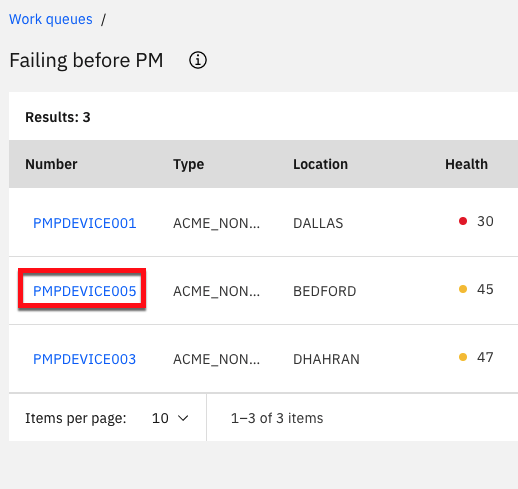 Work queues /
Failing before PM
Results: 3
Number Type Location Health
PMPDEVICE001 ACME_NON... DALLAS 30
PMPDEVICE005 ACME_NON... BEDFORD 45
PMPDEVICE003 ACME_NON... DHAHRAN 47
Items per page: 10 1–3 of 3 items